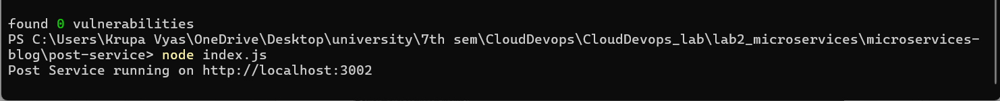 found 0 vulnerabilities
PS C:\Users\Krupa Vyas\OneDrive\Desktop\university\7th sem\CloudDevops\CloudDevops_lab\lab2_microservices\microservices-
blog\post-service> node index.js
Post Service running on http://localhost:3002